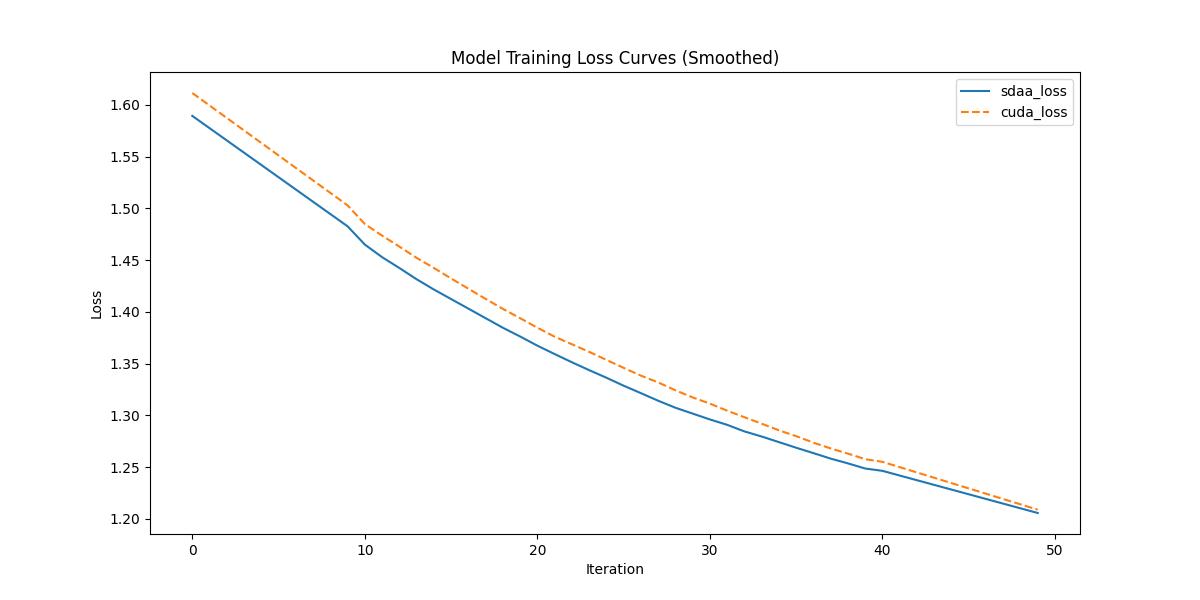 Model Training Loss Curves (Smoothed)
sdaa_loss
cuda_loss
Loss
1.60
1.55
1.50
1.45
1.40
1.35
1.30
1.25
1.20
0 10 20 30 40 50
Iteration